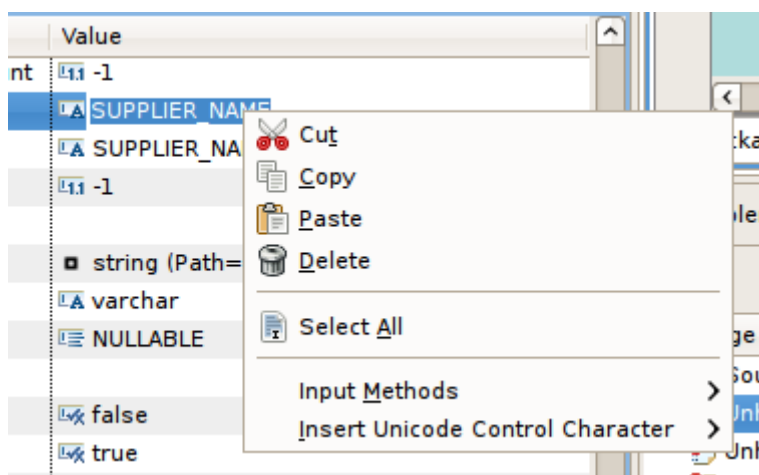 Value
nt -1
SUPPLIER_NAME
SUPPLIER_NA
-1
string (Path=
varchar
NULLABLE
false
true
Cut
Copy
Paste
Delete
Select All
Input Methods
Insert Unicode Control Character